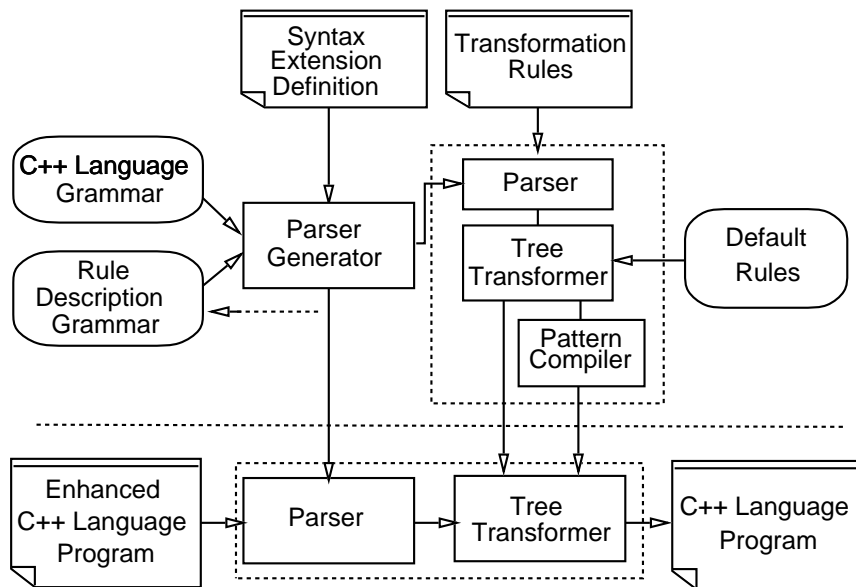 Syntax
Extension
Definition
Transformation
Rules
C++ Language
Grammar
Parser
Generator
Parser
Tree
Transformer
Default
Rules
Rule
Description
Grammar
Pattern
Compiler
Enhanced
C++ Language
Program
Parser
Tree
Transformer
C++ Language
Program